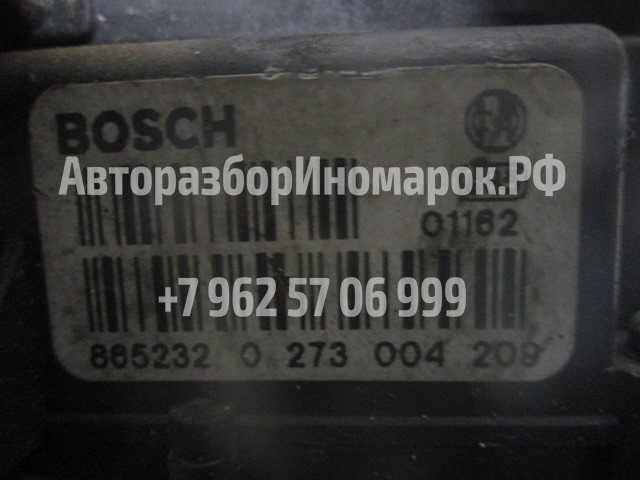 BOSCH
АвторазборИномарок.РФ
01162
+7 962 57 06 999
865232 0 273 004 209